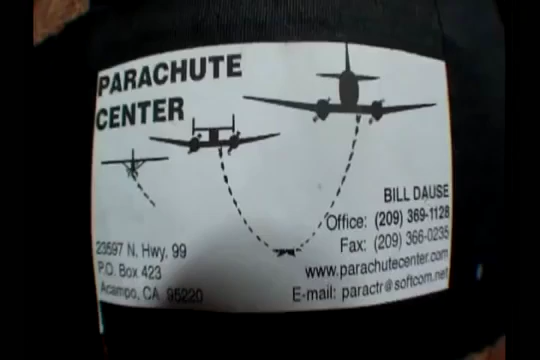 PARACHUTE
CENTER
BILL DAUSE
Office: (209) 369-1128
Fax: (209) 366-0235
www.parachutecenter.com
E-mail: paractr@softcom.net
23597 N. Hwy. 99
P.O. Box 423
Acampo, CA 95220